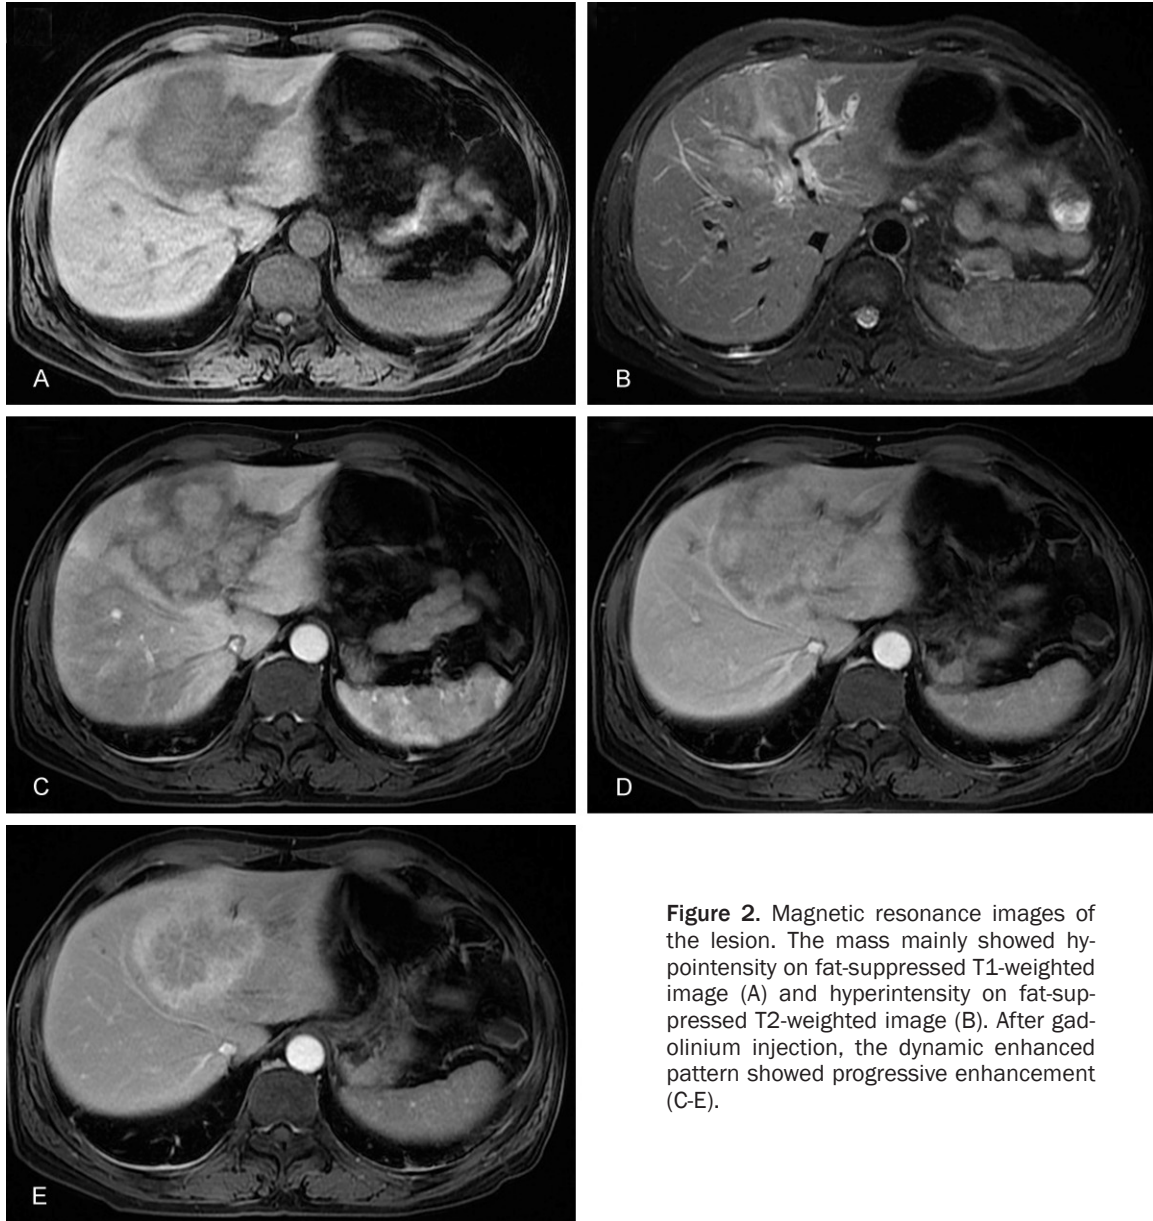 A
B
C
D
E
Figure 2. Magnetic resonance images of
the lesion. The mass mainly showed hy-
pointensity on fat-suppressed T1-weighted
image (A) and hyperintensity on fat-sup-
pressed T2-weighted image (B). After gad-
olinium injection, the dynamic enhanced
pattern showed progressive enhancement
(C-E).